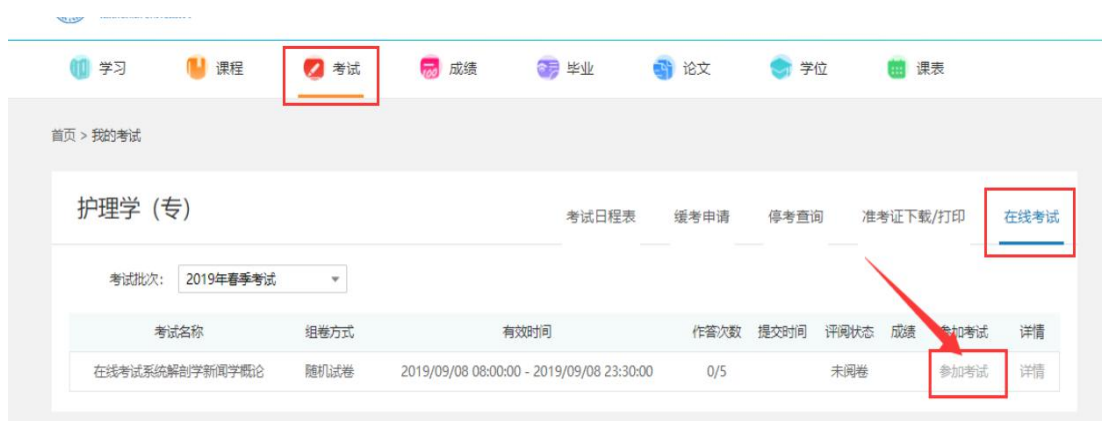 学习 课程 考试 成绩 毕业 论文 学位 课表
首页 > 我的考试
护理学（专） 考试日程表 缓考申请 停考查询 准考证下载/打印 在线考试
考试批次： 2019年春季考试
考试名称 组卷方式 有效时间 作答次数 提交时间 评阅状态 成绩 参加考试 详情
在线考试系统解剖学新闻学概论 随机试卷 2019/09/08 08:00:00 - 2019/09/08 23:30:00 0/5 未阅卷 参加考试 详情